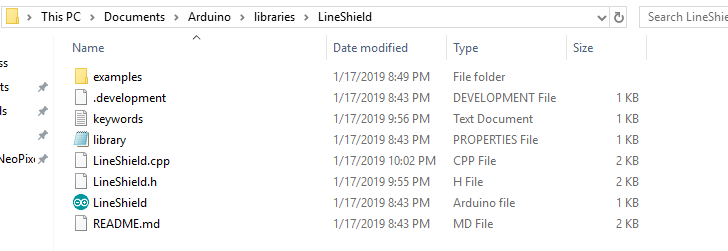 This PC > Documents > Arduino > libraries > LineShield
Search LineShie
Name Date modified Type Size
ss
examples 1/17/2019 8:49 PM File folder
ts
.development 1/17/2019 8:43 PM DEVELOPMENT File 1 KB
ds
keywords 1/17/2019 9:56 PM Text Document 1 KB
library 1/17/2019 8:43 PM PROPERTIES File 1 KB
NeoPixe
LineShield.cpp 1/17/2019 10:02 PM CPP File 2 KB
LineShield.h 1/17/2019 9:55 PM H File 2 KB
LineShield 1/17/2019 8:43 PM Arduino file 1 KB
README.md 1/17/2019 8:43 PM MD File 2 KB